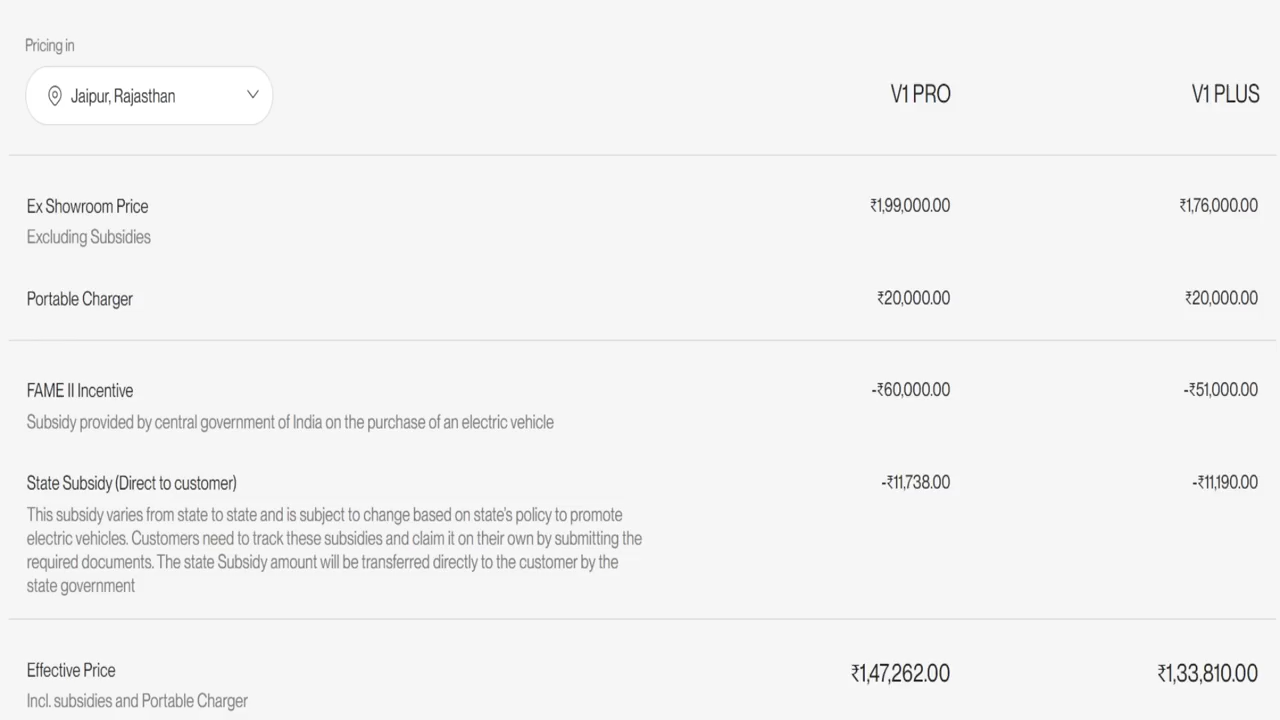 Pricing in
Jaipur, Rajasthan
V1 PRO
V1 PLUS
Ex Showroom Price
₹1,99,000.00
₹1,76,000.00
Excluding Subsidies
Portable Charger
₹20,000.00
₹20,000.00
FAME II Incentive
-₹60,000.00
-₹51,000.00
Subsidy provided by central government of India on the purchase of an electric vehicle
State Subsidy (Direct to customer)
-₹11,738.00
-₹11,190.00
This subsidy varies from state to state and is subject to change based on state's policy to promote
electric vehicles. Customers need to track these subsidies and claim it on their own by submitting the
required documents. The state Subsidy amount will be transferred directly to the customer by the
state government
Effective Price
₹1,47,262.00
₹1,33,810.00
Incl. subsidies and Portable Charger